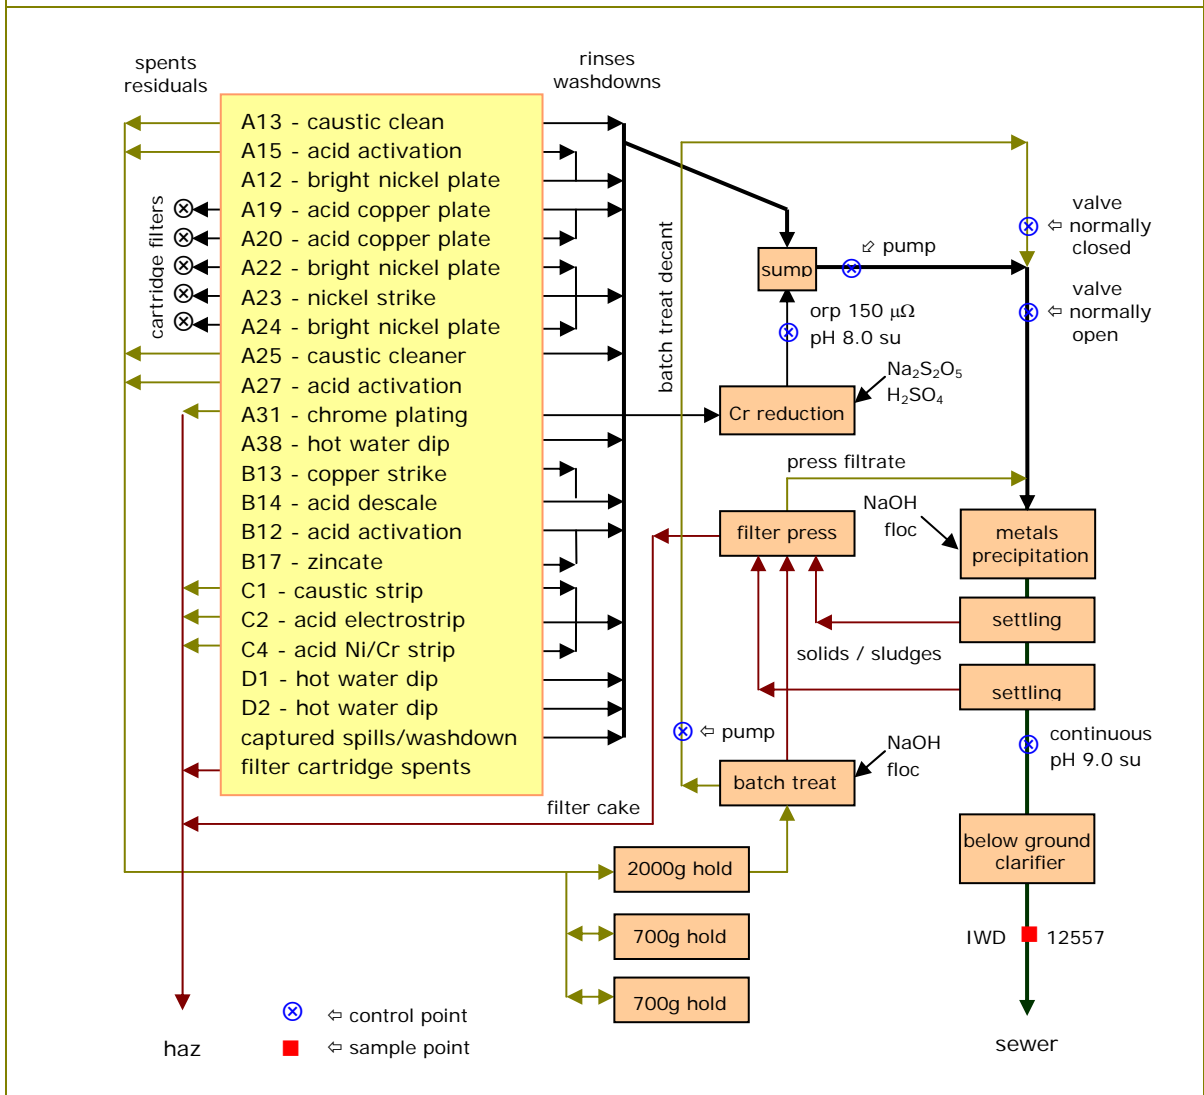 spents
residuals
rinses
washdowns
A13 - caustic clean
A15 - acid activation
A12 - bright nickel plate
A19 - acid copper plate
A20 - acid copper plate
A22 - bright nickel plate
A23 - nickel strike
A24 - bright nickel plate
A25 - caustic cleaner
A27 - acid activation
A31 - chrome plating
A38 - hot water dip
B13 - copper strike
B14 - acid descale
B12 - acid activation
B17 - zincate
C1 - caustic strip
C2 - acid electrostrip
C4 - acid Ni/Cr strip
D1 - hot water dip
D2 - hot water dip
captured spills/washdown
filter cartridge spents
cartridge filters
batch treat decant
sump
⇙ pump
valve
⇦ normally
closed
valve
⇦ normally
open
orp 150 µΩ
pH 8.0 su
Na₂S₂O₅
H₂SO₄
Cr reduction
press filtrate
filter press
NaOH
floc
metals
precipitation
settling
solids / sludges
settling
⇦ pump
NaOH
floc
batch treat
continuous
pH 9.0 su
filter cake
below ground
clarifier
2000g hold
700g hold
700g hold
IWD 12557
⇦ control point
⇦ sample point
haz
sewer